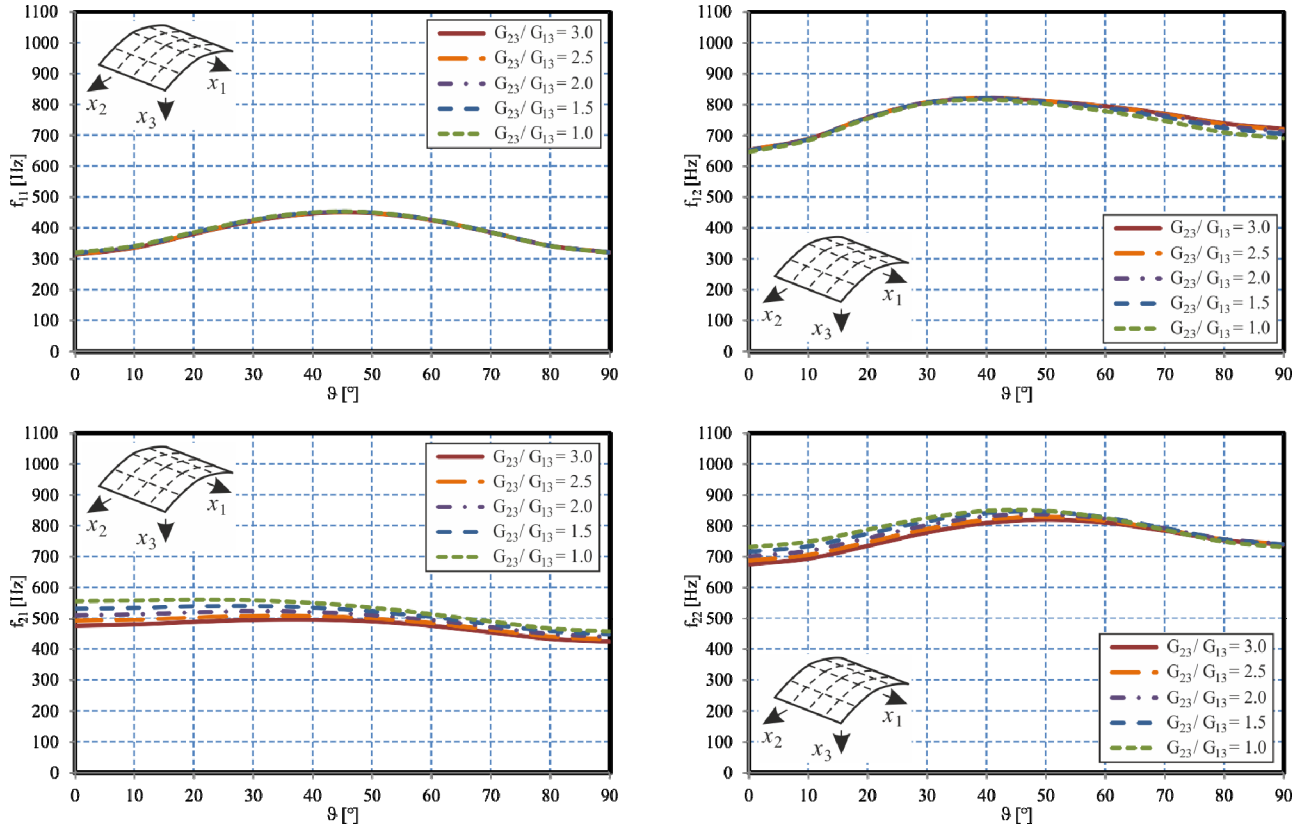 1100
1000
900
800
700
600
500
400
300
200
100
0
f11 [Hz]
0 10 20 30 40 50 60 70 80 90
ϑ [°]
x1
x2
x3
G23/ G13 = 3.0
G23/ G13 = 2.5
G23/ G13 = 2.0
G23/ G13 = 1.5
G23/ G13 = 1.0
1100
1000
900
800
700
600
500
400
300
200
100
0
f12 [Hz]
0 10 20 30 40 50 60 70 80 90
ϑ [°]
x1
x2
x3
G23/ G13 = 3.0
G23/ G13 = 2.5
G23/ G13 = 2.0
G23/ G13 = 1.5
G23/ G13 = 1.0
1100
1000
900
800
700
600
500
400
300
200
100
0
f21 [Hz]
0 10 20 30 40 50 60 70 80 90
ϑ [°]
x1
x2
x3
G23/ G13 = 3.0
G23/ G13 = 2.5
G23/ G13 = 2.0
G23/ G13 = 1.5
G23/ G13 = 1.0
1100
1000
900
800
700
600
500
400
300
200
100
0
f22 [Hz]
0 10 20 30 40 50 60 70 80 90
ϑ [°]
x1
x2
x3
G23/ G13 = 3.0
G23/ G13 = 2.5
G23/ G13 = 2.0
G23/ G13 = 1.5
G23/ G13 = 1.0